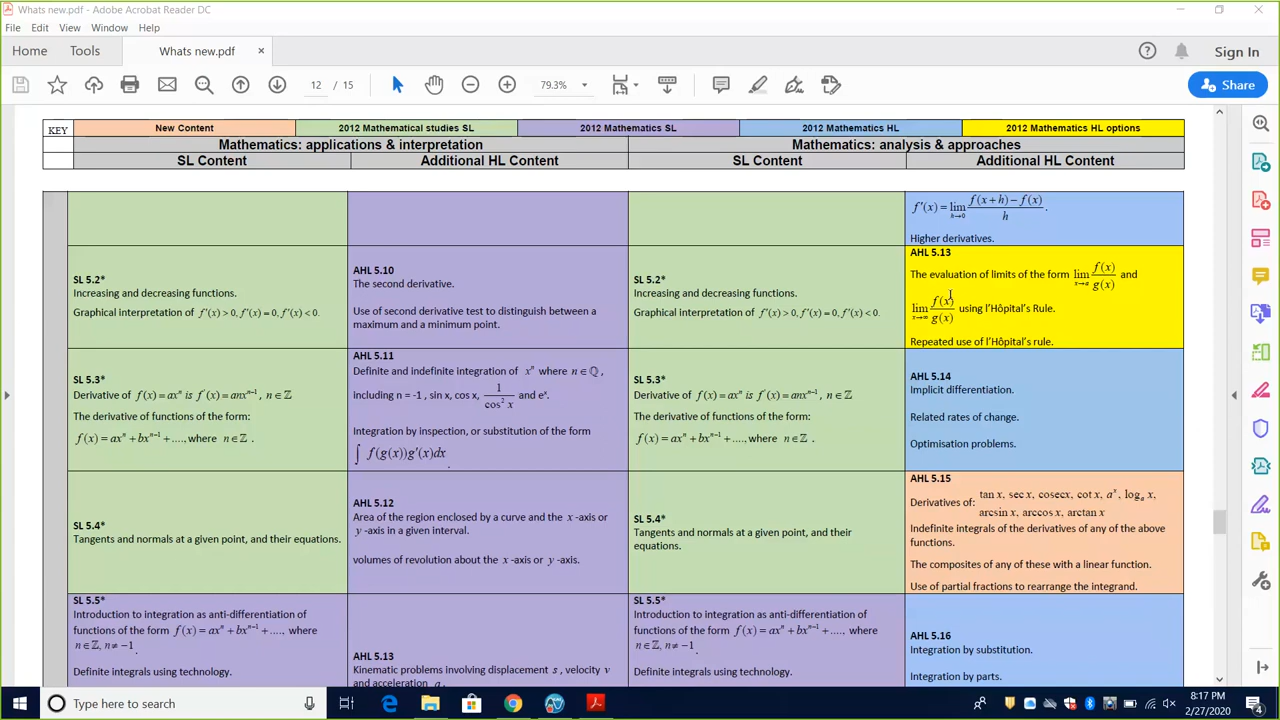 Whats new.pdf - Adobe Acrobat Reader DC
File Edit View Window Help
Home Tools Whats new.pdf × Sign In
12 / 15 79.3% Share
KEY New Content 2012 Mathematical studies SL 2012 Mathematics SL 2012 Mathematics HL 2012 Mathematics HL options
Mathematics: applications & interpretation Mathematics: analysis & approaches
SL Content Additional HL Content SL Content Additional HL Content
f'(x) = lim h→0 f(x+h) − f(x) / h .
Higher derivatives.
SL 5.2*
Increasing and decreasing functions.
Graphical interpretation of f'(x) > 0, f'(x) = 0, f'(x) < 0.
AHL 5.10
The second derivative.
Use of second derivative test to distinguish between a
maximum and a minimum point.
SL 5.2*
Increasing and decreasing functions.
Graphical interpretation of f'(x) > 0, f'(x) = 0, f'(x) < 0.
AHL 5.13
The evaluation of limits of the form lim x→a f(x)/g(x) and
lim x→∞ f(x)/g(x) using l'Hôpital's Rule.
Repeated use of l'Hôpital's rule.
SL 5.3*
Derivative of f(x) = axⁿ is f'(x) = anxⁿ⁻¹, n ∈ ℤ
The derivative of functions of the form:
f(x) = axⁿ + bxⁿ⁻¹ + ...., where n ∈ ℤ .
AHL 5.11
Definite and indefinite integration of xⁿ where n ∈ ℚ ,
including n = -1 , sin x, cos x, 1/cos² x and eˣ.
Integration by inspection, or substitution of the form
∫ f(g(x))g'(x)dx .
SL 5.3*
Derivative of f(x) = axⁿ is f'(x) = anxⁿ⁻¹, n ∈ ℤ
The derivative of functions of the form:
f(x) = axⁿ + bxⁿ⁻¹ + ...., where n ∈ ℤ .
AHL 5.14
Implicit differentiation.
Related rates of change.
Optimisation problems.
SL 5.4*
Tangents and normals at a given point, and their equations.
AHL 5.12
Area of the region enclosed by a curve and the x -axis or
y -axis in a given interval.
volumes of revolution about the x -axis or y -axis.
SL 5.4*
Tangents and normals at a given point, and their
equations.
AHL 5.15
Derivatives of: tan x, sec x, cosecx, cot x, aˣ, logₐ x,
arcsin x, arccos x, arctan x
Indefinite integrals of the derivatives of any of the above
functions.
The composites of any of these with a linear function.
Use of partial fractions to rearrange the integrand.
SL 5.5*
Introduction to integration as anti-differentiation of
functions of the form f(x) = axⁿ + bxⁿ⁻¹ + ...., where
n ∈ ℤ, n ≠ −1 .
Definite integrals using technology.
AHL 5.13
Kinematic problems involving displacement s , velocity v
and acceleration a .
SL 5.5*
Introduction to integration as anti-differentiation of
functions of the form f(x) = axⁿ + bxⁿ⁻¹ + ...., where
n ∈ ℤ, n ≠ −1 .
Definite integrals using technology.
AHL 5.16
Integration by substitution.
Integration by parts.
Type here to search
8:17 PM
2/27/2020
4